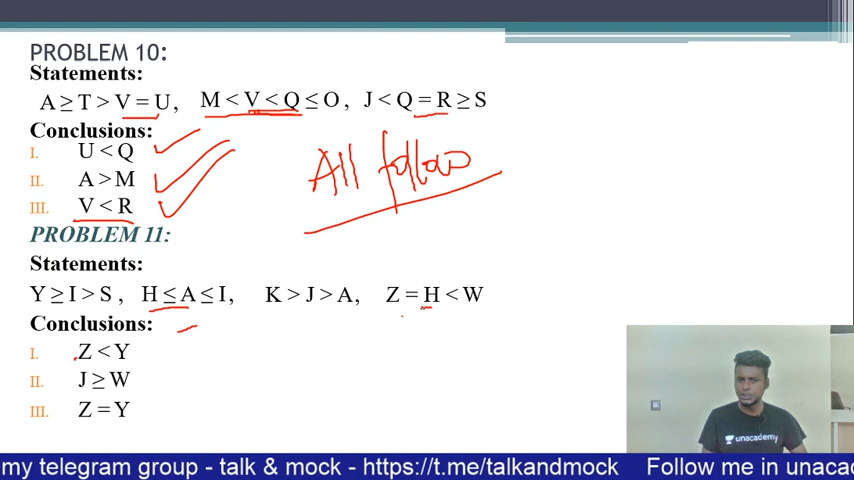 PROBLEM 10:
Statements:
A ≥ T > V = U, M < V < Q ≤ O, J < Q = R ≥ S
Conclusions:
I. U < Q
II. A > M
III. V < R
All follow
PROBLEM 11:
Statements:
Y ≥ I > S , H ≤ A ≤ I, K > J > A, Z = H < W
Conclusions:
I. Z < Y
II. J ≥ W
III. Z = Y
unacademy
my telegram group - talk & mock - https://t.me/talkandmock Follow me in unaca